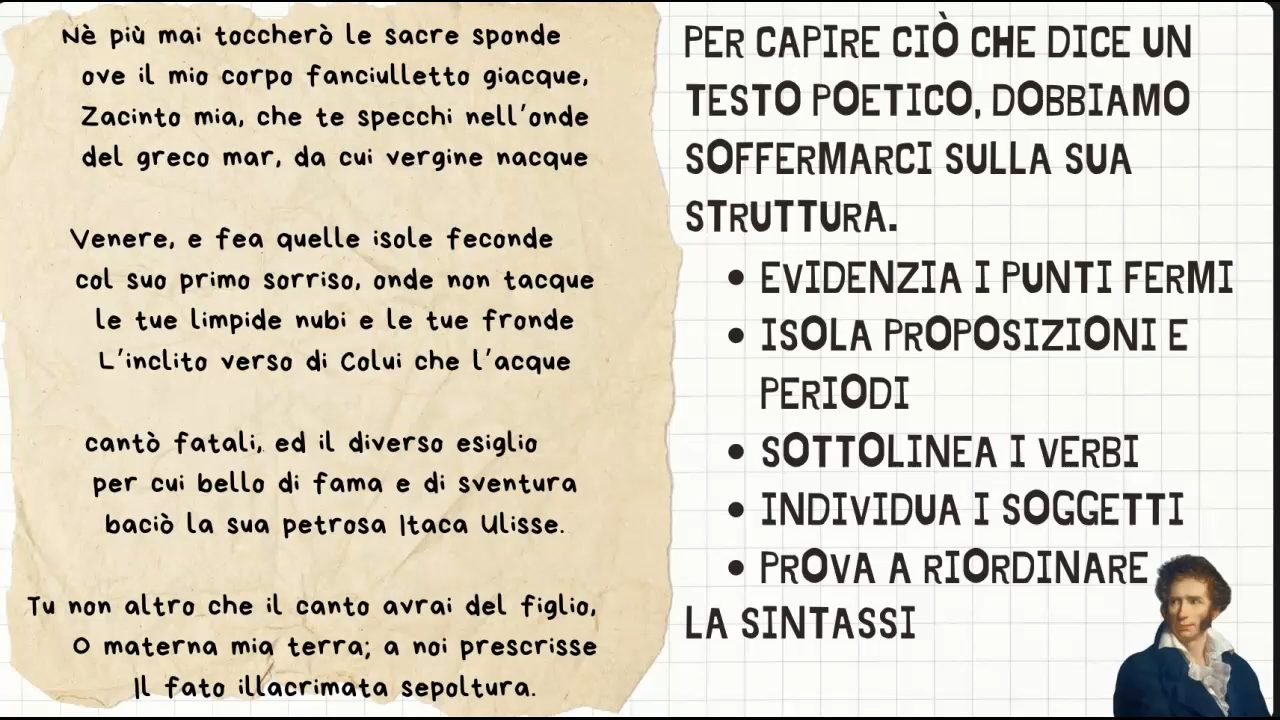 Nè più mai toccherò le sacre sponde
ove il mio corpo fanciulletto giacque,
Zacinto mia, che te specchi nell'onde
del greco mar, da cui vergine nacque
Venere, e fea quelle isole feconde
col suo primo sorriso, onde non tacque
le tue limpide nubi e le tue fronde
L'inclito verso di Colui che l'acque
cantò fatali, ed il diverso esiglio
per cui bello di fama e di sventura
baciò la sua petrosa Itaca Ulisse.
Tu non altro che il canto avrai del figlio,
O materna mia terra; a noi prescrisse
Il fato illacrimata sepoltura.
PER CAPIRE CIÒ CHE DICE UN
TESTO POETICO, DOBBIAMO
SOFFERMARCI SULLA SUA
STRUTTURA.
• EVIDENZIA I PUNTI FERMI
• ISOLA PROPOSIZIONI E
PERIODI
• SOTTOLINEA I VERBI
• INDIVIDUA I SOGGETTI
• PROVA A RIORDINARE
LA SINTASSI